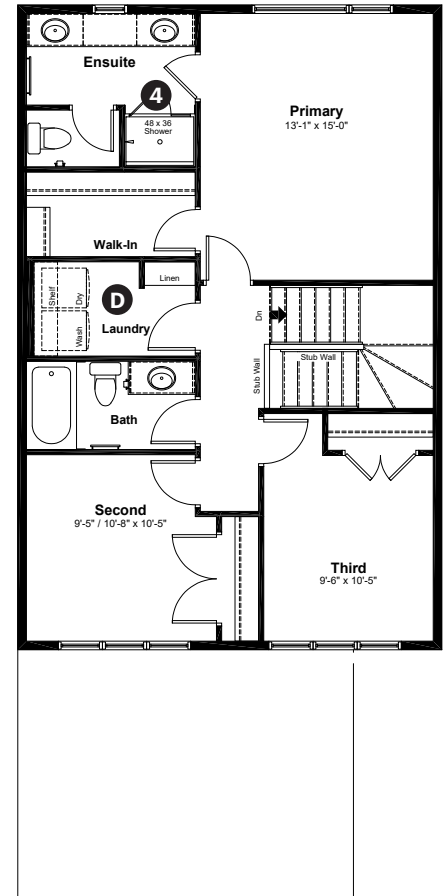 Ensuite
4
48 x 36
Shower
Primary
13'-1" x 15'-0"
Walk-In
Linen
Shelf
Dry
D
Laundry
Wash
Dn
Stub Wall
Stub Wall
Bath
Second
9'-5" / 10'-8" x 10'-5"
Third
9'-6" x 10'-5"